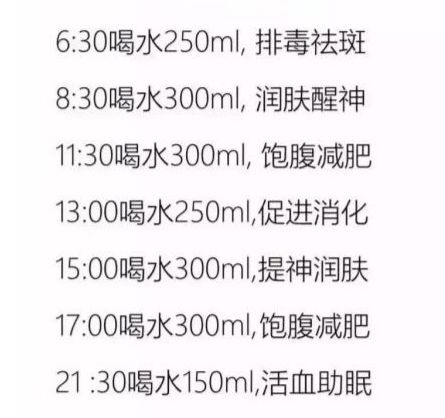 6:30喝水250ml, 排毒祛斑
8:30喝水300ml, 润肤醒神
11:30喝水300ml, 饱腹减肥
13:00喝水250ml,促进消化
15:00喝水300ml,提神润肤
17:00喝水300ml,饱腹减肥
21 :30喝水150ml,活血助眠